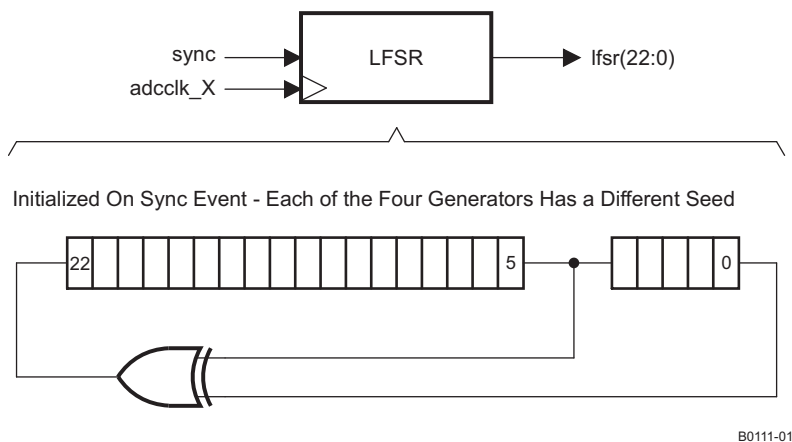 sync
LFSR
lfsr(22:0)
adcclk_X
Initialized On Sync Event - Each of the Four Generators Has a Different Seed
22
5
0
B0111-01